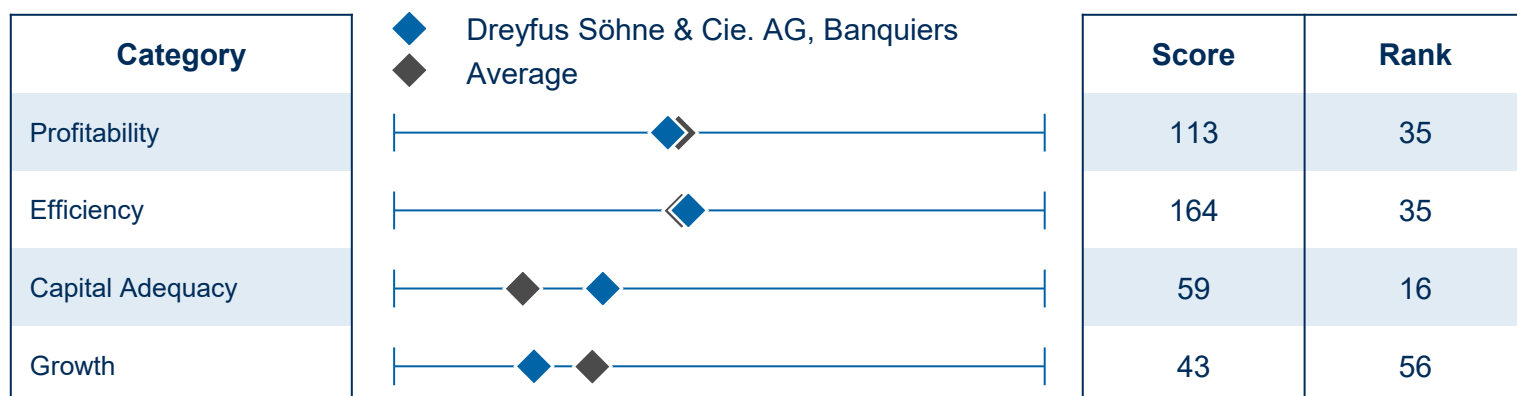 Category
Dreyfus Söhne & Cie. AG, Banquiers
Average
Score Rank
Profitability 113 35
Efficiency 164 35
Capital Adequacy 59 16
Growth 43 56